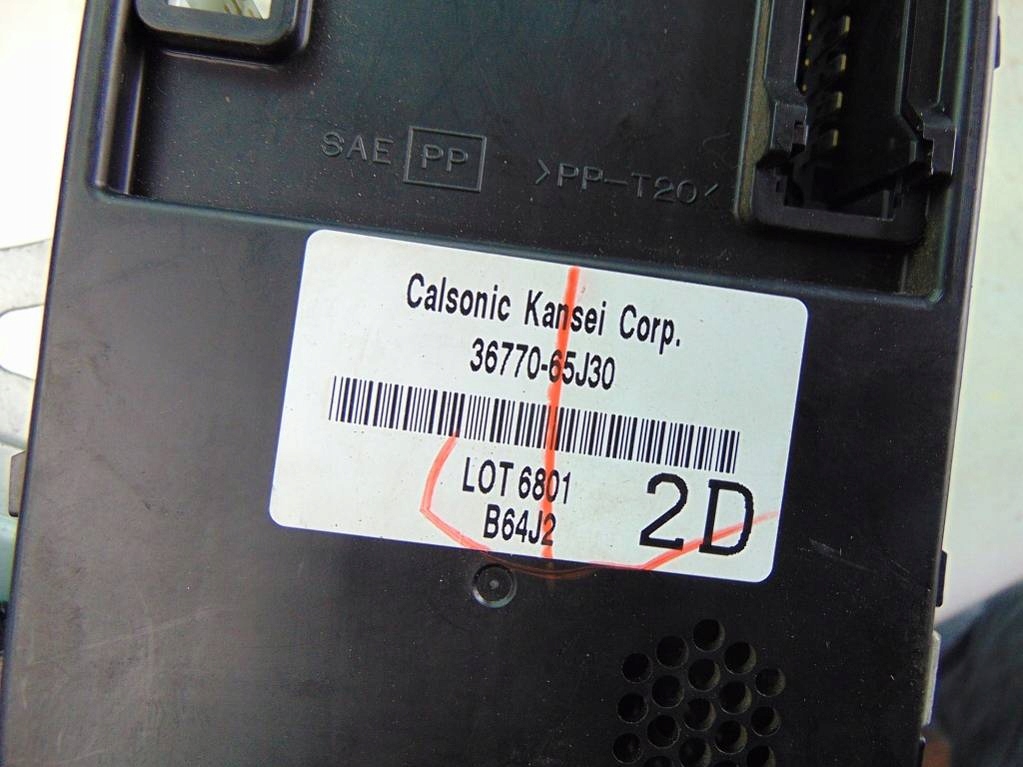 SAE PP >PP-T20<
Calsonic Kansei Corp.
36770-65J30
LOT 6801
B64J2
2D